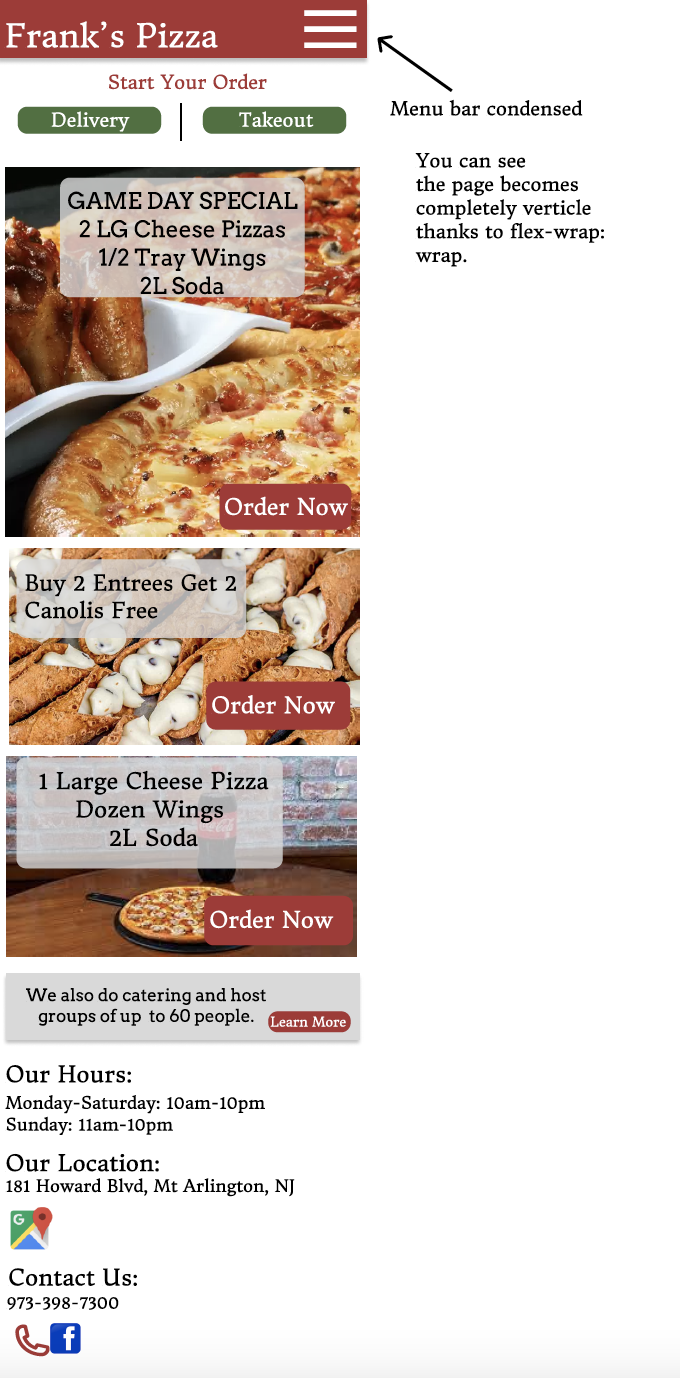 Frank's Pizza
Menu bar condensed
You can see
the page becomes
completely verticle
thanks to flex-wrap:
wrap.
Start Your Order
Delivery
Takeout
GAME DAY SPECIAL
2 LG Cheese Pizzas
1/2 Tray Wings
2L Soda
Order Now
Buy 2 Entrees Get 2
Canolis Free
Order Now
1 Large Cheese Pizza
Dozen Wings
2L Soda
Coca-Cola
Order Now
We also do catering and host
groups of up to 60 people.
Learn More
Our Hours:
Monday-Saturday: 10am-10pm
Sunday: 11am-10pm
Our Location:
181 Howard Blvd, Mt Arlington, NJ
G
Contact Us:
973-398-7300
f